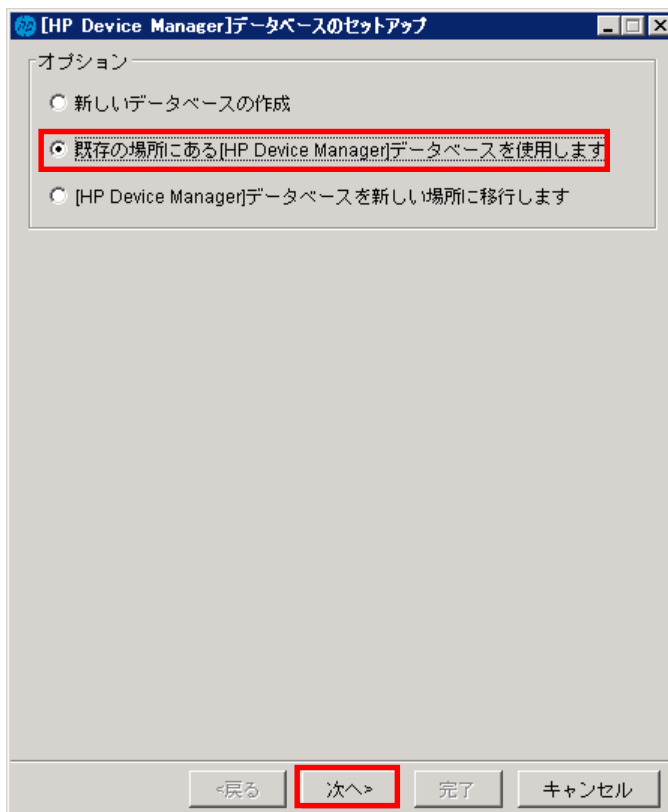 [HP Device Manager]データベースのセットアップ
オプション
新しいデータベースの作成
既存の場所にある[HP Device Manager]データベースを使用します
[HP Device Manager]データベースを新しい場所に移行します
<戻る 次へ> 完了 キャンセル